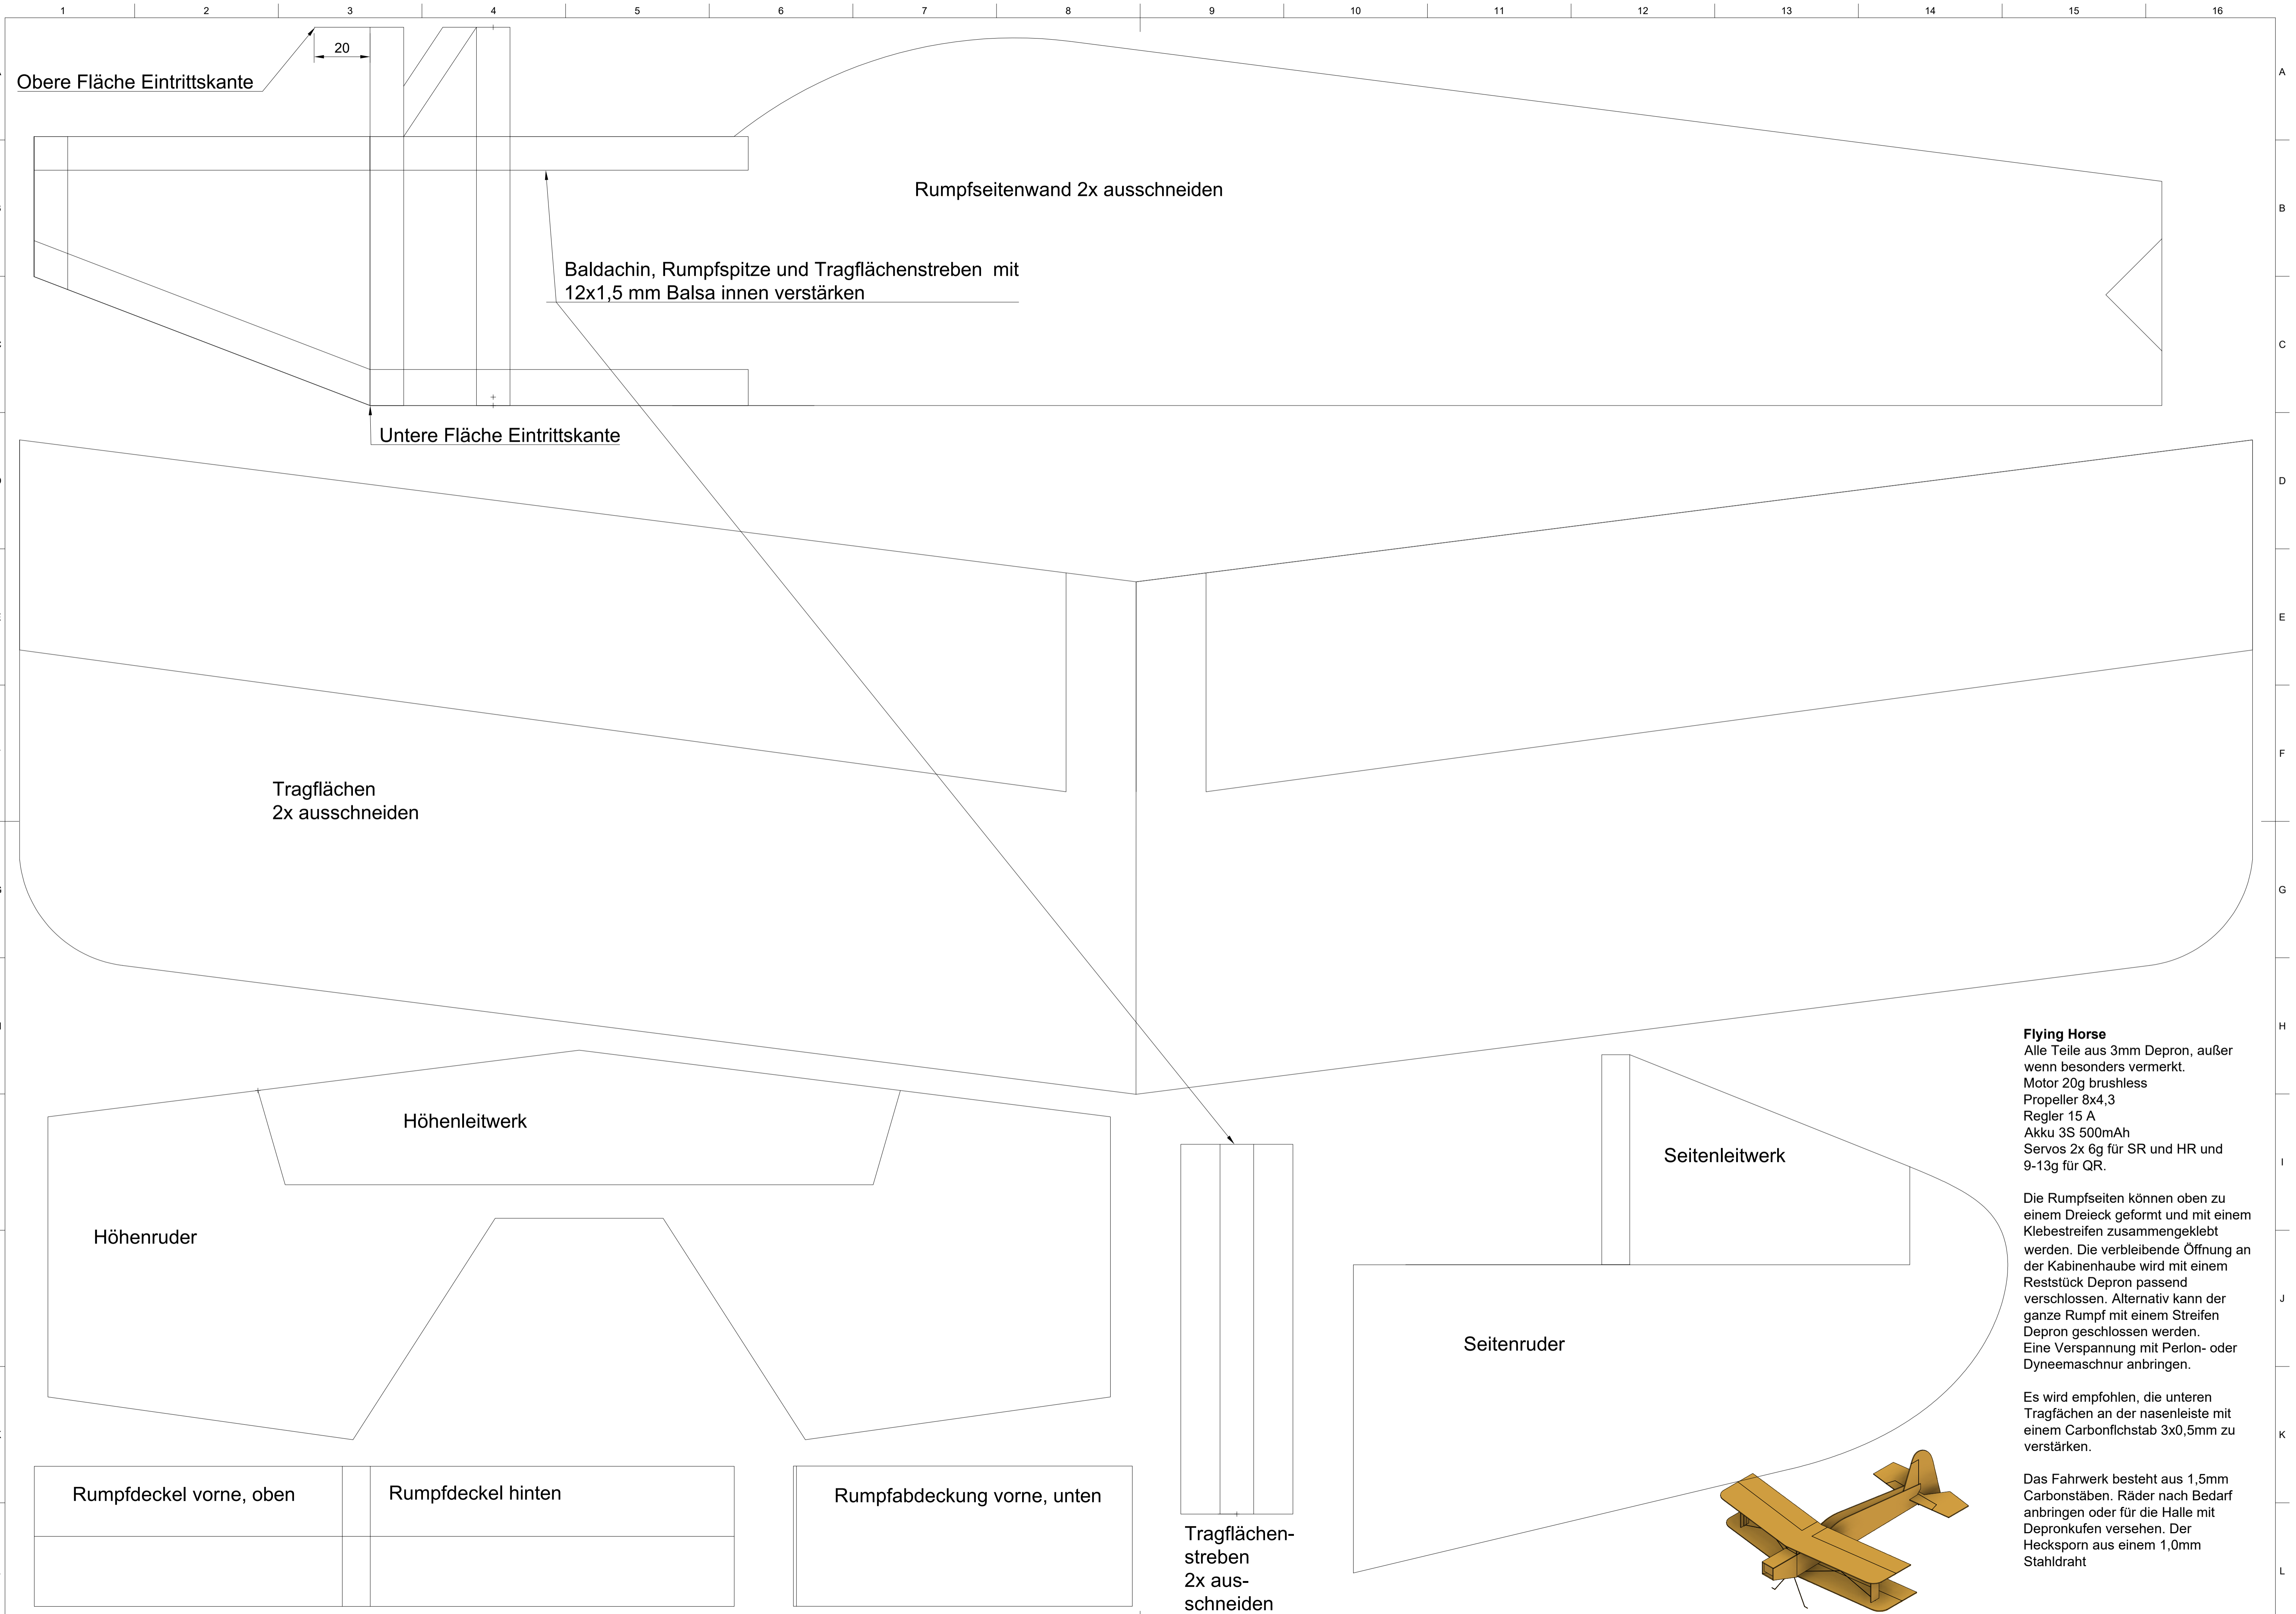 1 2 3 4 5 6 7 8 9 10 11 12 13 14 15 16
20
Obere Fläche Eintrittskante
A
Rumpfseitenwand 2x ausschneiden
B
Baldachin, Rumpfspitze und Tragflächenstreben mit
12x1,5 mm Balsa innen verstärken
C
Untere Fläche Eintrittskante
D
E
F
Tragflächen
2x ausschneiden
G
H
Höhenleitwerk
Höhenruder
Seitenleitwerk
I
J
Seitenruder
K
Rumpfdeckel vorne, oben
Rumpfdeckel hinten
Rumpfabdeckung vorne, unten
Tragflächen-
streben
2x aus-
schneiden
L
Flying Horse
Alle Teile aus 3mm Depron, außer
wenn besonders vermerkt.
Motor 20g brushless
Propeller 8x4,3
Regler 15 A
Akku 3S 500mAh
Servos 2x 6g für SR und HR und
9-13g für QR.
Die Rumpfseiten können oben zu
einem Dreieck geformt und mit einem
Klebestreifen zusammengeklebt
werden. Die verbleibende Öffnung an
der Kabinenhaube wird mit einem
Reststück Depron passend
verschlossen. Alternativ kann der
ganze Rumpf mit einem Streifen
Depron geschlossen werden.
Eine Verspannung mit Perlon- oder
Dyneemaschnur anbringen.
Es wird empfohlen, die unteren
Tragfächen an der nasenleiste mit
einem Carbonflchstab 3x0,5mm zu
verstärken.
Das Fahrwerk besteht aus 1,5mm
Carbonstäben. Räder nach Bedarf
anbringen oder für die Halle mit
Depronkufen versehen. Der
Hecksporn aus einem 1,0mm
Stahldraht